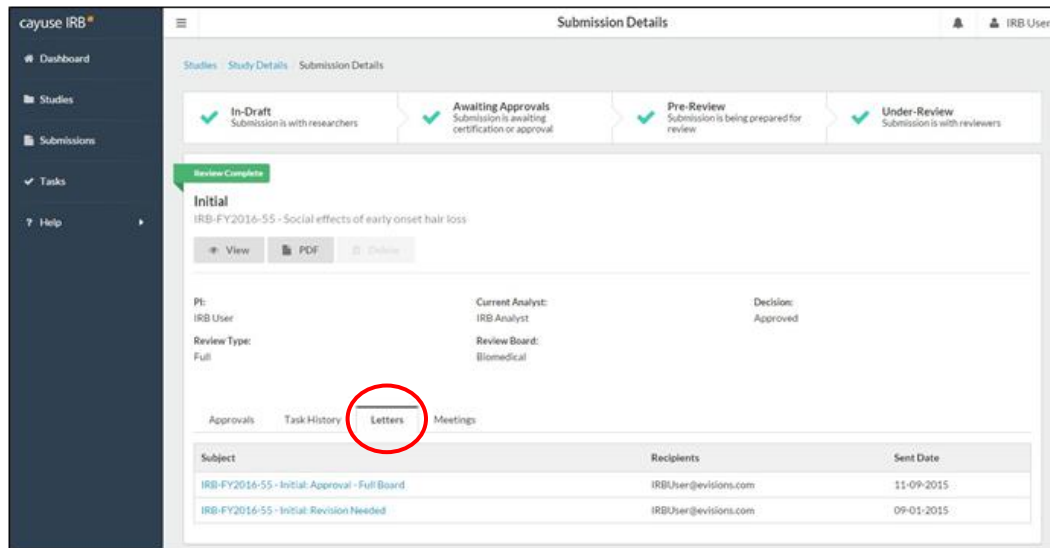 cayuse IRB
Submission Details
IRB User
Dashboard
Studies
Submissions
Tasks
? Help
Studies / Study Details / Submission Details
In-Draft
Submission is with researchers
Awaiting Approvals
Submission is awaiting
certification or approval
Pre-Review
Submission is being prepared for
review
Under-Review
Submission is with reviewers
Review Complete
Initial
IRB-FY2016-55 - Social effects of early onset hair loss
View
PDF
Delete
PI:
IRB User
Current Analyst:
IRB Analyst
Decision:
Approved
Review Type:
Full
Review Board:
Biomedical
Approvals
Task History
Letters
Meetings
Subject
Recipients
Sent Date
IRB-FY2016-55 - Initial: Approval - Full Board
IRBUser@evisions.com
11-09-2015
IRB-FY2016-55 - Initial: Revision Needed
IRBUser@evisions.com
09-01-2015